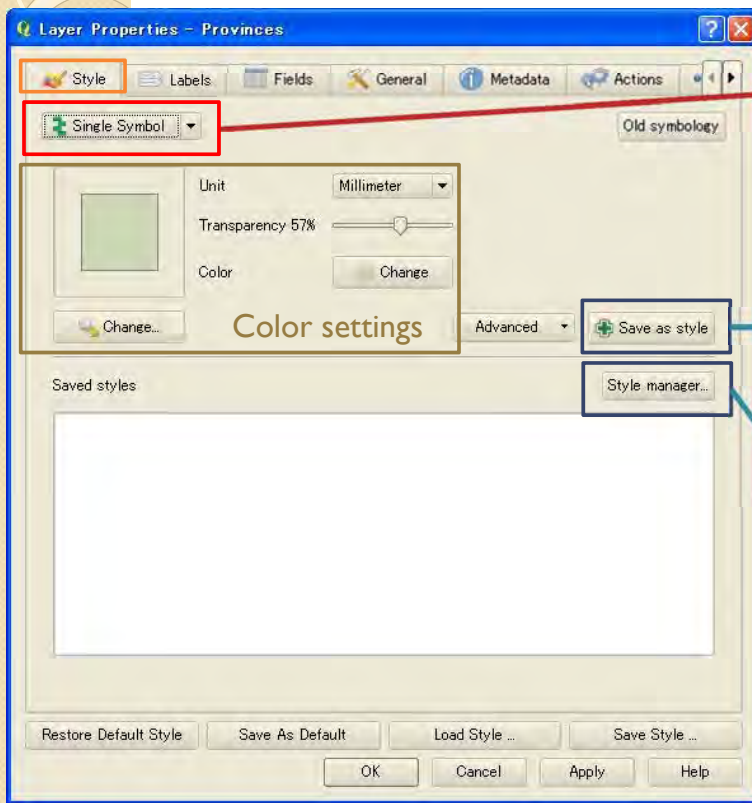 Layer Properties - Provinces
Style Labels Fields General Metadata Actions
Single Symbol Old symbology
Unit Millimeter
Transparency 57%
Color Change
Change... Color settings Advanced Save as style
Saved styles Style manager...
Restore Default Style Save As Default Load Style ... Save Style ...
OK Cancel Apply Help